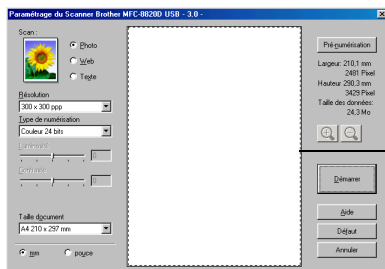 Paramétrage du Scanner Brother MFC-8820D USB - 3.0 -
Scan :
Photo
Web
Texte
Résolution
300 x 300 ppp
Type de numérisation
Couleur 24 bits
Luminosité
0
Contraste
0
Taille document
A4 210 x 297 mm
mm
pouce
Pré-numérisation
Largeur: 210,1 mm
2481 Pixel
Hauteur 290,3 mm
3429 Pixel
Taille des données:
24,3 Mo
Démarrer
Aide
Défaut
Annuler